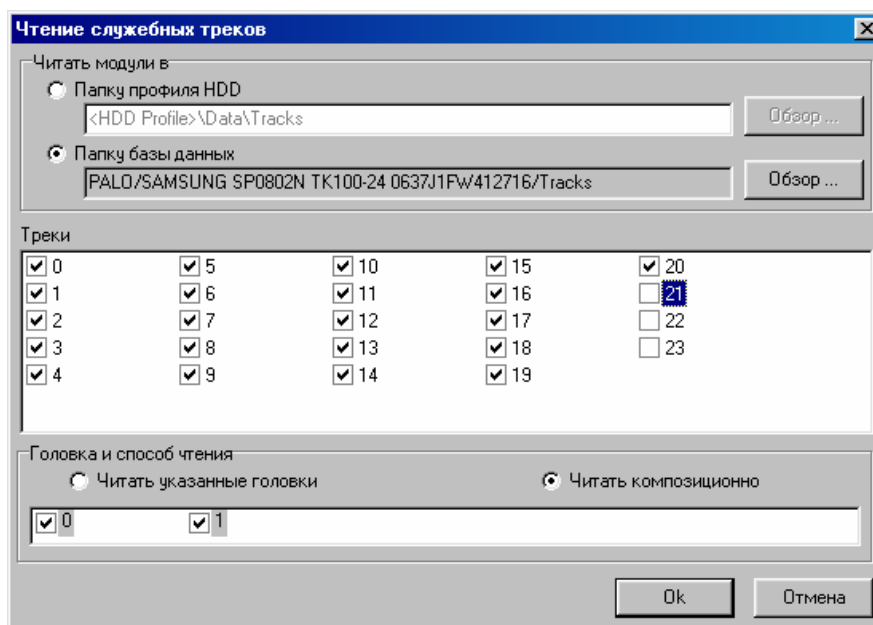 Чтение служебных треков
Читать модули в
Папку профиля HDD
<HDD Profile>\Data\Tracks
Обзор ...
Папку базы данных
PALO/SAMSUNG SP0802N TK100-24 0637J1FW412716/Tracks
Обзор ...
Треки
0 5 10 15 20
1 6 11 16 21
2 7 12 17 22
3 8 13 18 23
4 9 14 19
Головка и способ чтения
Читать указанные головки Читать композиционно
0 1
Ok Отмена